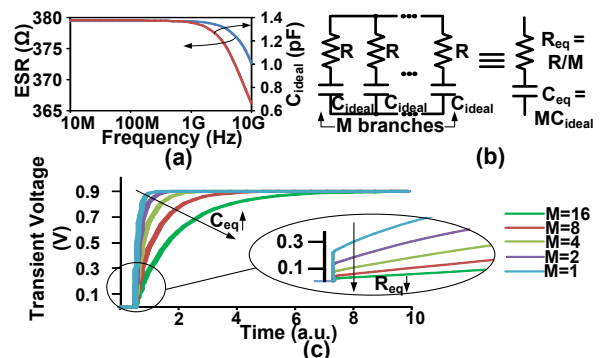 380
375
370
365
ESR (Ω)
1.4
1.2
1.0
0.8
0.6
C_ideal (pF)
10M 100M 1G 10G
Frequency (Hz)
(a)
R R R
C_ideal C_ideal C_ideal
M branches
R_eq =
R/M
C_eq =
MC_ideal
(b)
Transient Voltage
(V)
0.9
0.7
0.5
0.3
0.1
2 4 6 8 10
Time (a.u.)
C_eq↑
0.3
0.1
R_eq↓
M=16
M=8
M=4
M=2
M=1
(c)